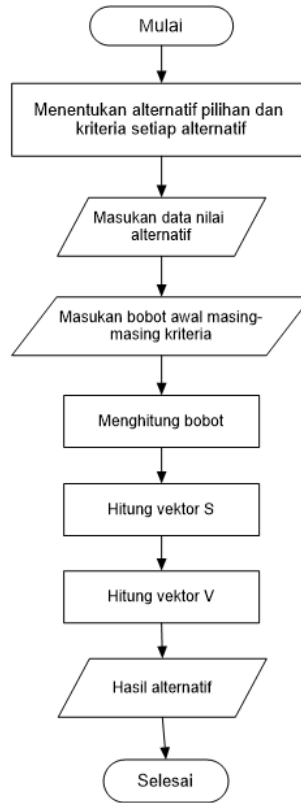 Mulai
Menentukan alternatif pilihan dan
kriteria setiap alternatif
Masukan data nilai
alternatif
Masukan bobot awal masing-
masing kriteria
Menghitung bobot
Hitung vektor S
Hitung vektor V
Hasil alternatif
Selesai